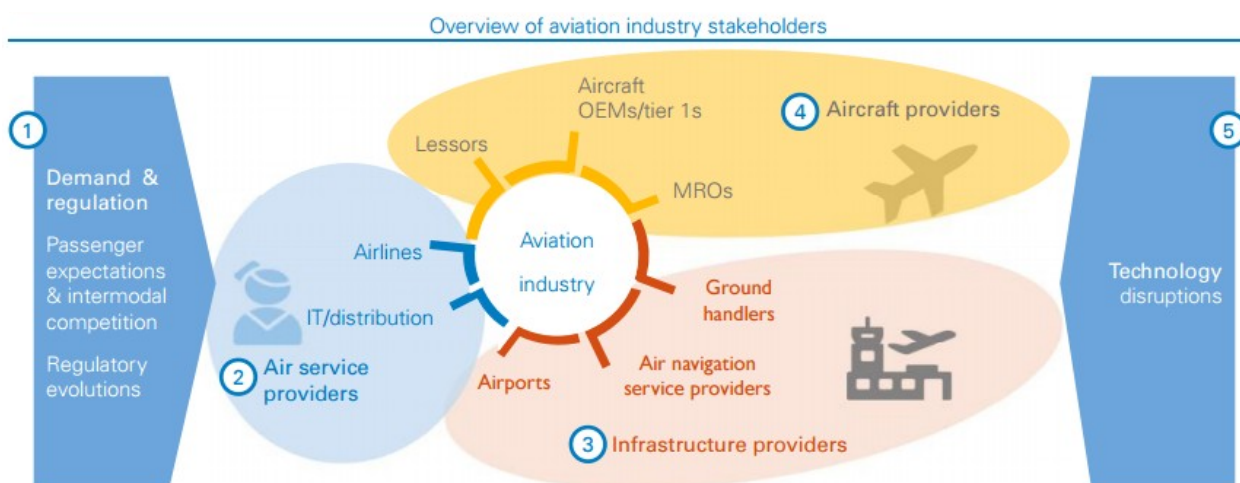 Overview of aviation industry stakeholders
1
Demand &
regulation
Passenger
expectations
& intermodal
competition
Regulatory
evolutions
Aircraft
OEMs/tier 1s
4 Aircraft providers
Lessors
MROs
Airlines
IT/distribution
2 Air service
providers
Aviation
industry
Ground
handlers
Air navigation
service providers
Airports
3 Infrastructure providers
5
Technology
disruptions